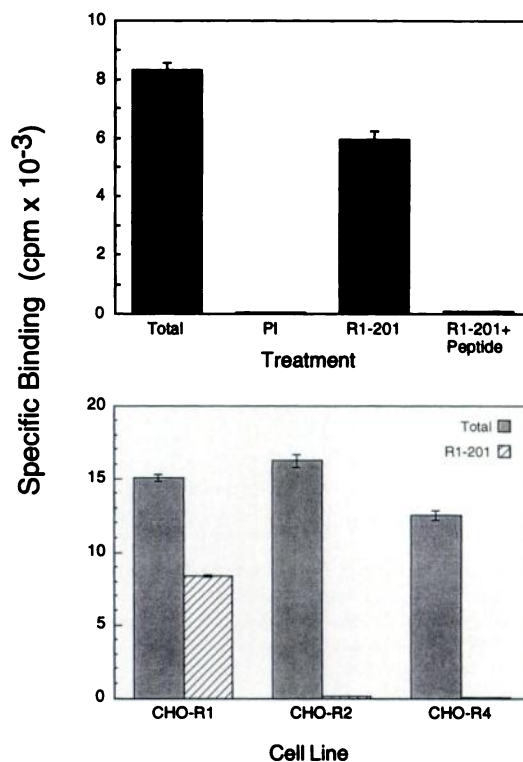 Specific Binding (cpm x 10-3)
10
8
6
4
2
0
Total
PI
R1-201
R1-201+
Peptide
Treatment
20
15
10
5
0
Total
R1-201
CHO-R1
CHO-R2
CHO-R4
Cell Line